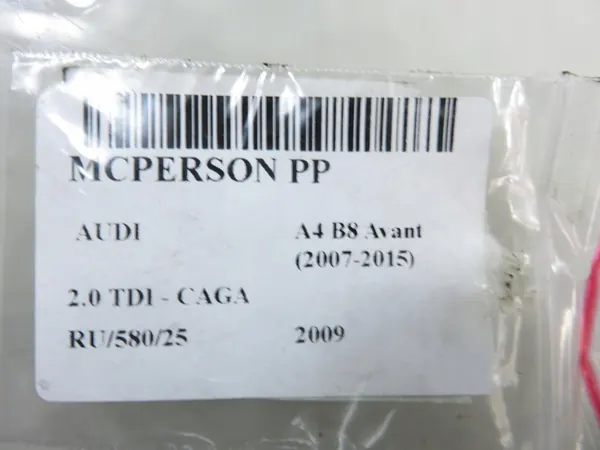 MCPERSON PP
AUDI A4 B8 Avant
(2007-2015)
2.0 TDI - CAGA
RU/580/25 2009